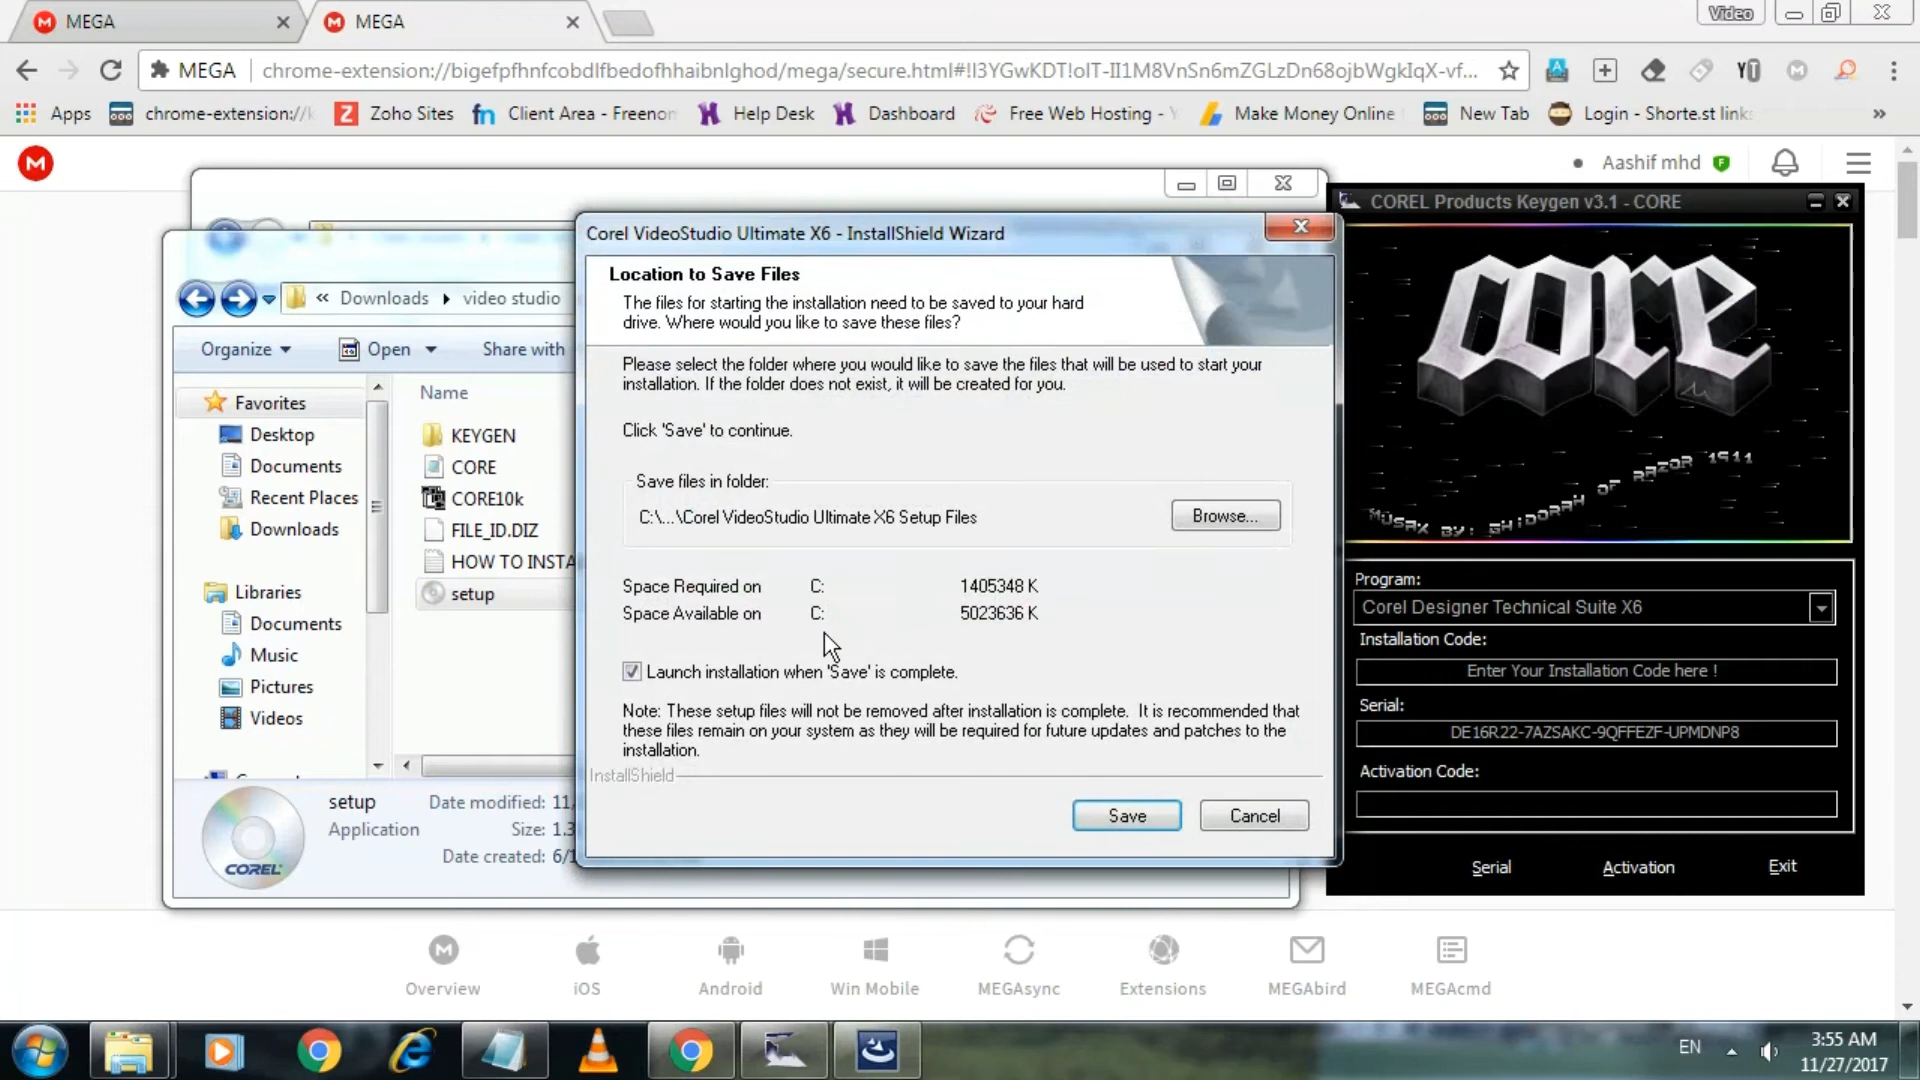 MEGA
MEGA
Video
MEGA
chrome-extension://bigefpfhnfcobdlfbedofhhaibnlghod/mega/secure.html#!I3YGwKDT!oIT-II1M8VnSn6mZGLzDn68ojbWgkIqX-vf...
Apps
chrome-extension://
Zoho Sites
Client Area - Freenom
Help Desk
Dashboard
Free Web Hosting -
Make Money Online
New Tab
Login - Shorte.st links
Aashif mhd
COREL Products Keygen v3.1 - CORE
Corel VideoStudio Ultimate X6 - InstallShield Wizard
Location to Save Files
The files for starting the installation need to be saved to your hard
drive. Where would you like to save these files?
Please select the folder where you would like to save the files that will be used to start your
installation. If the folder does not exist, it will be created for you.
Click 'Save' to continue.
Save files in folder:
C:\...\Corel VideoStudio Ultimate X6 Setup Files
Browse...
Space Required on C: 1405348 K
Space Available on C: 5023636 K
Launch installation when 'Save' is complete.
Note: These setup files will not be removed after installation is complete. It is recommended that
these files remain on your system as they will be required for future updates and patches to the
installation.
InstallShield
Save
Cancel
« Downloads
video studio
Organize
Open
Share with
Favorites
Desktop
Documents
Recent Places
Downloads
Libraries
Documents
Music
Pictures
Videos
Name
KEYGEN
CORE
CORE10k
FILE_ID.DIZ
HOW TO INSTA
setup
COREL
setup
Application
Date modified: 11/
Size: 1.3
Date created: 6/1
core
MUSAX BY: GHIDORAH OF RAZOR 1911
Program:
Corel Designer Technical Suite X6
Installation Code:
Enter Your Installation Code here !
Serial:
DE16R22-7AZSAKC-9QFFEZF-UPMDNP8
Activation Code:
Serial
Activation
Exit
Overview
iOS
Android
Win Mobile
MEGAsync
Extensions
MEGAbird
MEGAcmd
EN
3:55 AM
11/27/2017